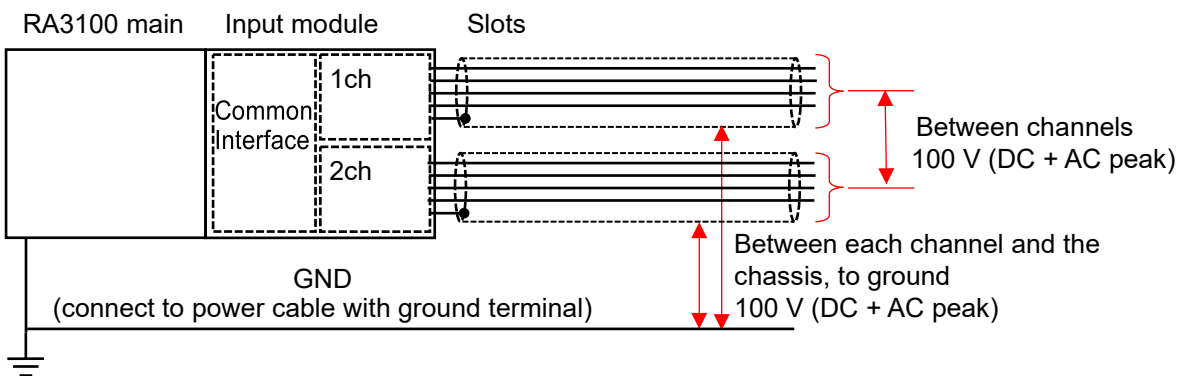 RA3100 main
Input module
Slots
1ch
Common
Interface
2ch
Between channels
100 V (DC + AC peak)
Between each channel and the
chassis, to ground
100 V (DC + AC peak)
GND
(connect to power cable with ground terminal)